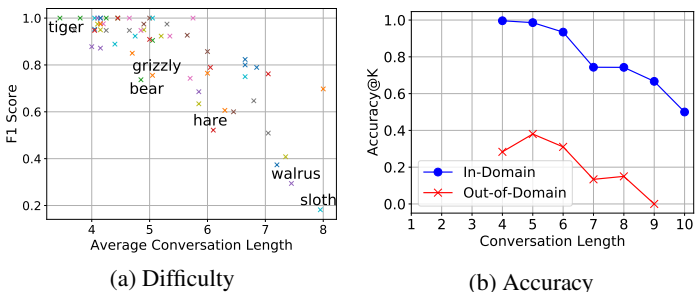 1.0
0.8
0.6
0.4
0.2
F1 Score
tiger
grizzly
bear
hare
walrus
sloth
4 5 6 7 8
Average Conversation Length
(a) Difficulty
1.0
0.8
0.6
0.4
0.2
0.0
Accuracy@K
In-Domain
Out-of-Domain
1 2 3 4 5 6 7 8 9 10
Conversation Length
(b) Accuracy